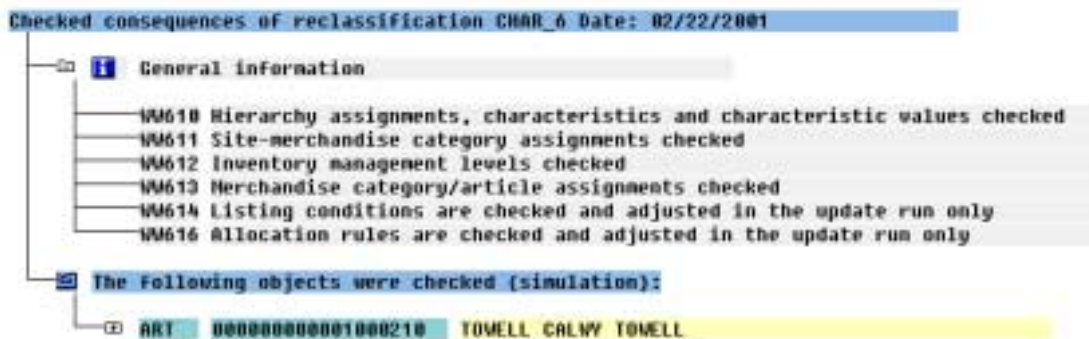 Checked consequences of reclassification CHAR_6 Date: 02/22/2001
General information
WW610 Hierarchy assignments, characteristics and characteristic values checked
WW611 Site-merchandise category assignments checked
WW612 Inventory management levels checked
WW613 Merchandise category/article assignments checked
WW614 Listing conditions are checked and adjusted in the update run only
WW616 Allocation rules are checked and adjusted in the update run only
The Following objects were checked (simulation):
ART 000000000001000210 TOWELL CALWY TOWELL